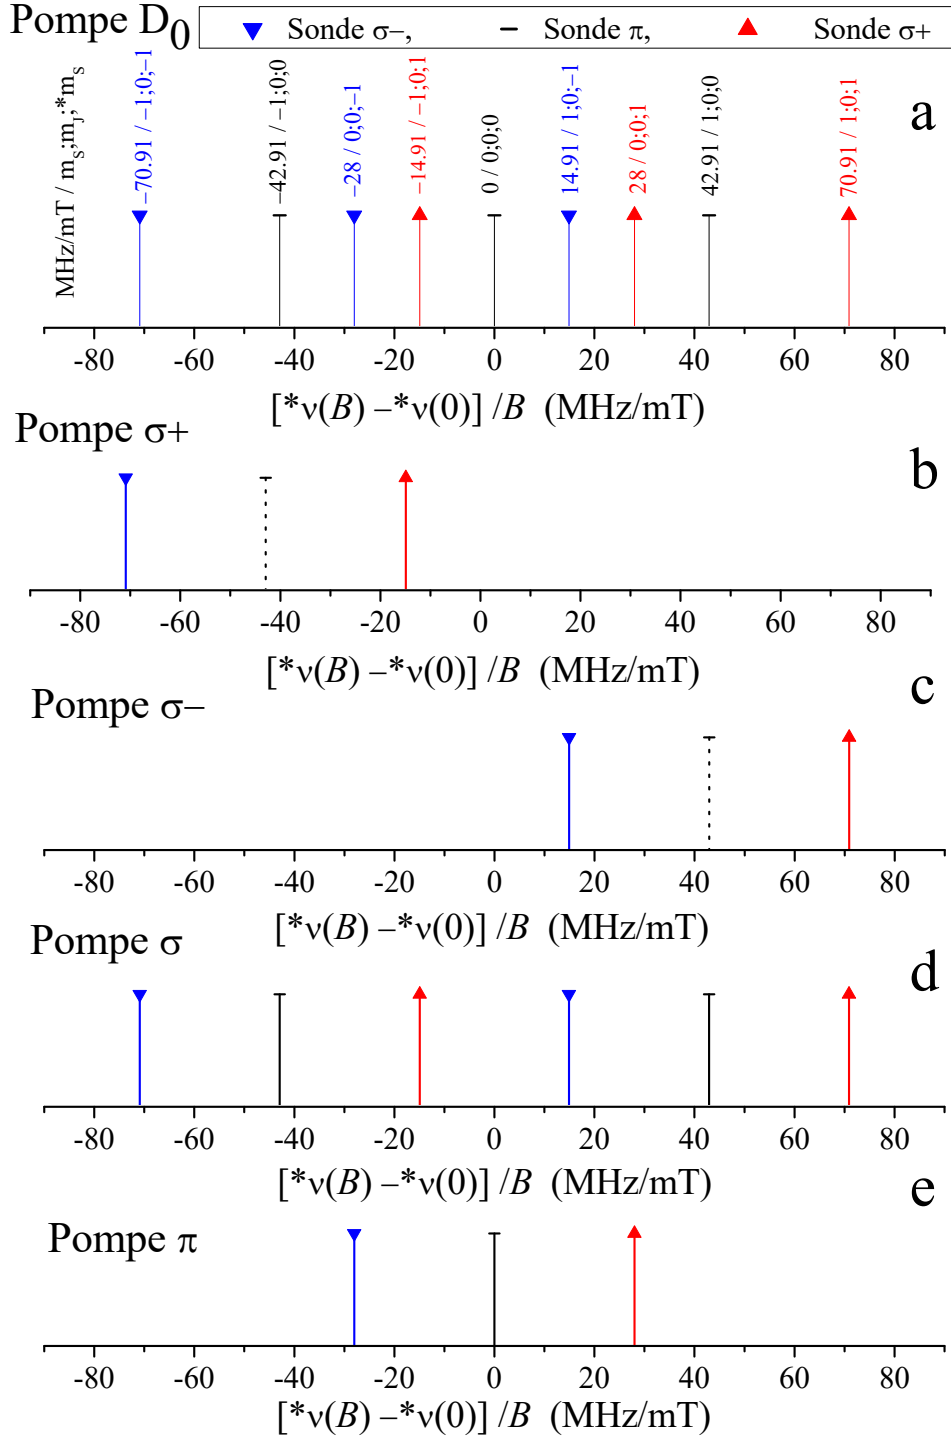 Pompe D₀
Sonde σ−, Sonde π, Sonde σ+
a
MHz/mT / mₛ;mⱼ;*mₛ
−70.91 / −1;0;−1
−42.91 / −1;0;0
−28 / 0;0;−1
−14.91 / −1;0;1
0 / 0;0;0
14.91 / 1;0;−1
28 / 0;0;1
42.91 / 1;0;0
70.91 / 1;0;1
-80 -60 -40 -20 0 20 40 60 80
[*ν(B) −*ν(0)] /B (MHz/mT)
Pompe σ+
b
-80 -60 -40 -20 0 20 40 60 80
[*ν(B) −*ν(0)] /B (MHz/mT)
Pompe σ−
c
-80 -60 -40 -20 0 20 40 60 80
[*ν(B) −*ν(0)] /B (MHz/mT)
Pompe σ
d
-80 -60 -40 -20 0 20 40 60 80
[*ν(B) −*ν(0)] /B (MHz/mT)
e
Pompe π
-80 -60 -40 -20 0 20 40 60 80
[*ν(B) −*ν(0)] /B (MHz/mT)